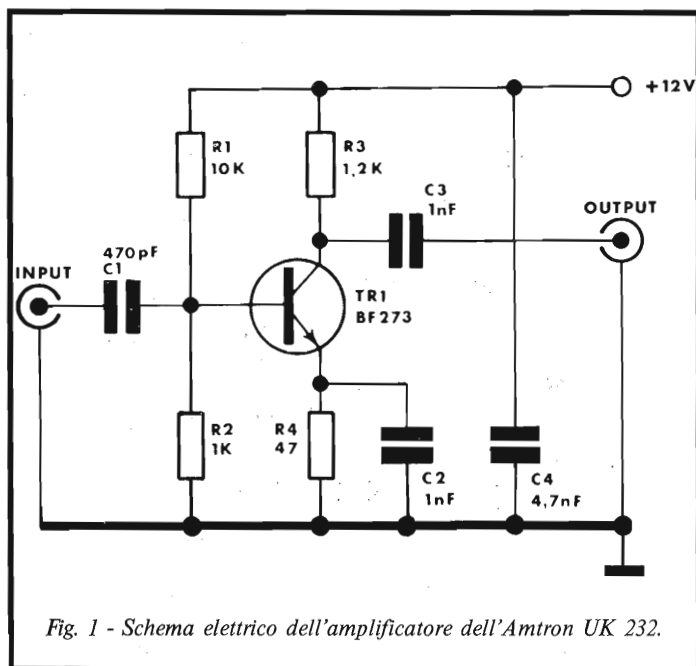 +12V
R1
10K
R3
1,2K
C3
1nF
OUTPUT
470pF
C1
INPUT
TR1
BF273
R2
1K
R4
47
C2
1nF
C4
4,7nF
Fig. 1 - Schema elettrico dell'amplificatore dell'Amtron UK 232.